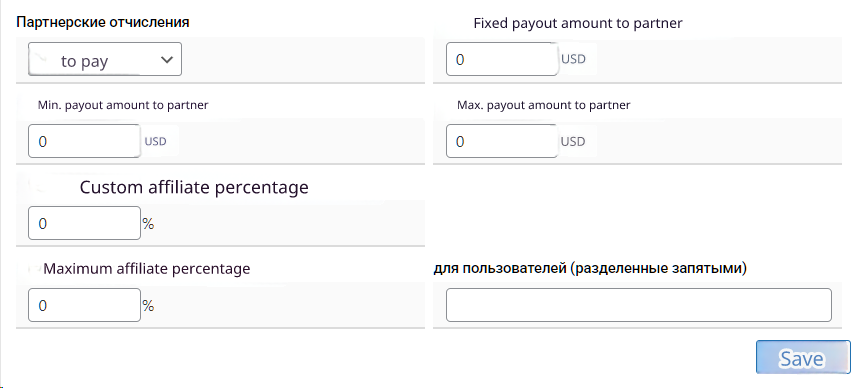 Партнерские отчисления
Fixed payout amount to partner
to pay
0 USD
Min. payout amount to partner
Max. payout amount to partner
0 USD
0 USD
Custom affiliate percentage
0 %
Maximum affiliate percentage
для пользователей (разделенные запятыми)
0 %
Save